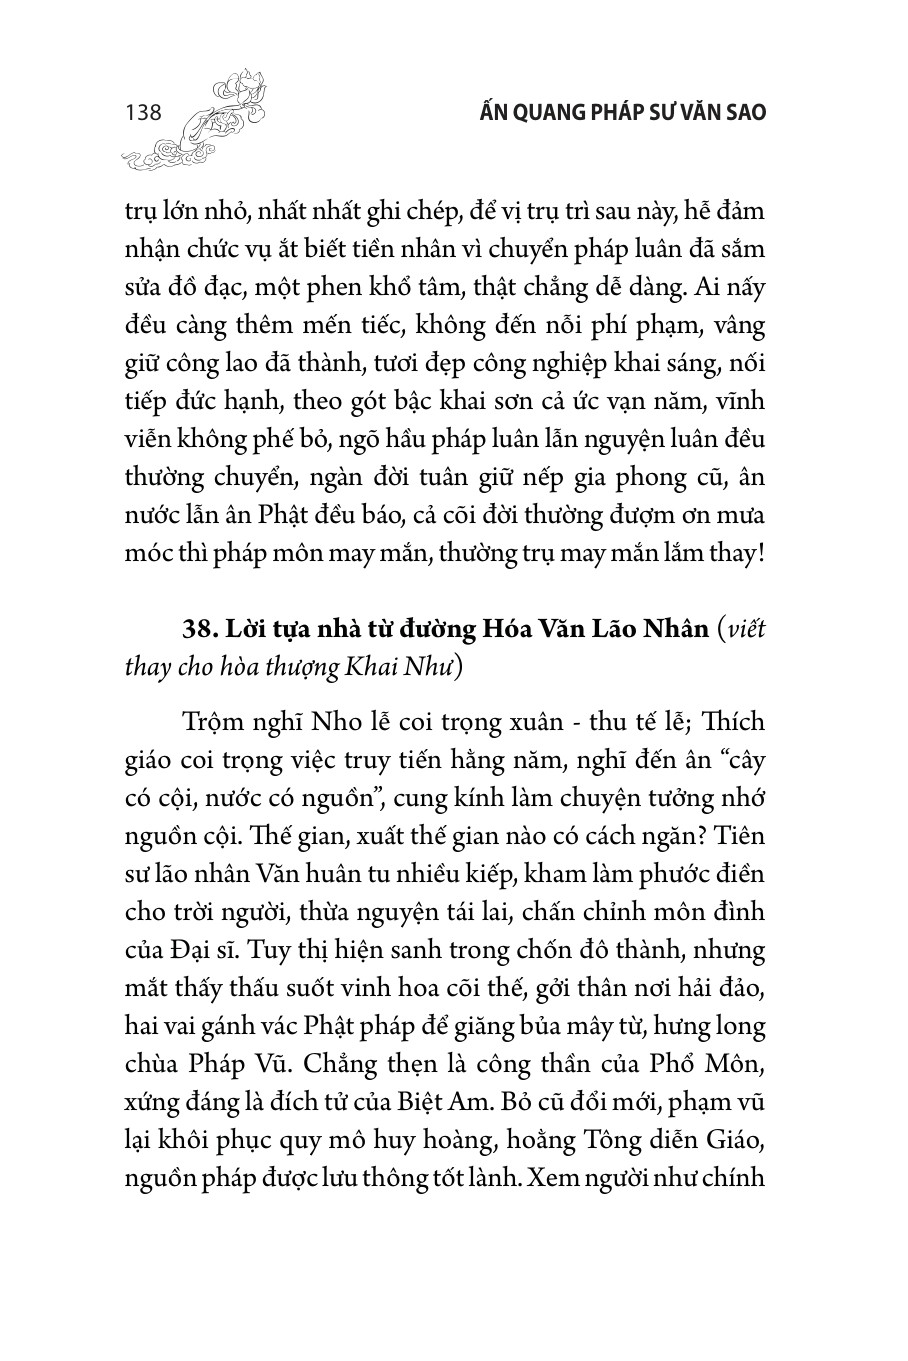 138
ẤN QUANG PHÁP SƯ VĂN SAO
trụ lớn nhỏ, nhất nhất ghi chép, để vị trụ trì sau này, hễ đảm
nhận chức vụ ắt biết tiền nhân vì chuyển pháp luân đã sắm
sửa đồ đạc, một phen khổ tâm, thật chẳng dễ dàng. Ai nấy
đều càng thêm mến tiếc, không đến nỗi phí phạm, vâng
giữ công lao đã thành, tươi đẹp công nghiệp khai sáng, nối
tiếp đức hạnh, theo gót bậc khai sơn cả ức vạn năm, vĩnh
viễn không phế bỏ, ngõ hầu pháp luân lẫn nguyện luân đều
thường chuyển, ngàn đời tuân giữ nếp gia phong cũ, ân
nước lẫn ân Phật đều báo, cả cõi đời thường đượm ơn mưa
móc thì pháp môn may mắn, thường trụ may mắn lắm thay!
38. Lời tựa nhà từ đường Hóa Văn Lão Nhân (viết
thay cho hòa thượng Khai Như)
Trộm nghĩ Nho lễ coi trọng xuân - thu tế lễ; Thích
giáo coi trọng việc truy tiến hằng năm, nghĩ đến ân “cây
có cội, nước có nguồn”, cung kính làm chuyện tưởng nhớ
nguồn cội. Thế gian, xuất thế gian nào có cách ngăn? Tiên
sư lão nhân Văn huân tu nhiều kiếp, kham làm phước điền
cho trời người, thừa nguyện tái lai, chấn chỉnh môn đình
của Đại sĩ. Tuy thị hiện sanh trong chốn đô thành, nhưng
mắt thấy thấu suốt vinh hoa cõi thế, gởi thân nơi hải đảo,
hai vai gánh vác Phật pháp để giăng bủa mây từ, hưng long
chùa Pháp Vũ. Chẳng thẹn là công thần của Phổ Môn,
xứng đáng là đích tử của Biệt Am. Bỏ cũ đổi mới, phạm vũ
lại khôi phục quy mô huy hoàng, hoằng Tông diễn Giáo,
nguồn pháp được lưu thông tốt lành. Xem người như chính